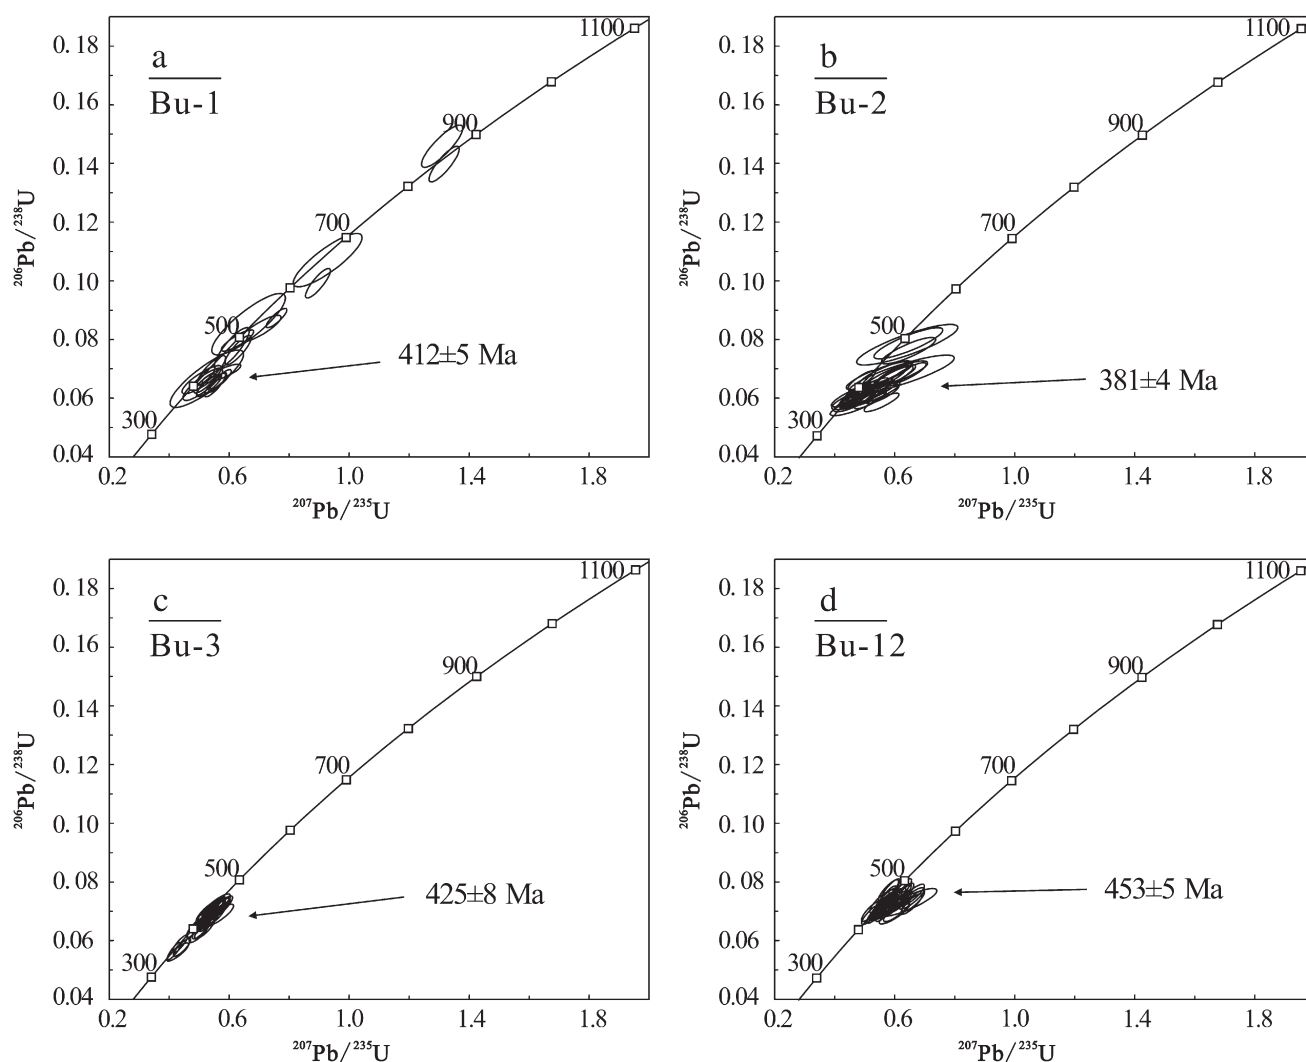 a
Bu-1
0.18
0.16
0.14
0.12
0.10
0.08
0.06
0.04
1100
900
700
500
300
412±5 Ma
0.2 0.6 1.0 1.4 1.8
²⁰⁶Pb/²³⁸U
²⁰⁷Pb/²³⁵U
b
Bu-2
0.18
0.16
0.14
0.12
0.10
0.08
0.06
0.04
1100
900
700
500
300
381±4 Ma
0.2 0.6 1.0 1.4 1.8
²⁰⁶Pb/²³⁸U
²⁰⁷Pb/²³⁵U
c
Bu-3
0.18
0.16
0.14
0.12
0.10
0.08
0.06
0.04
1100
900
700
500
300
425±8 Ma
0.2 0.6 1.0 1.4 1.8
²⁰⁶Pb/²³⁸U
²⁰⁷Pb/²³⁵U
d
Bu-12
0.18
0.16
0.14
0.12
0.10
0.08
0.06
0.04
1100
900
700
500
300
453±5 Ma
0.2 0.6 1.0 1.4 1.8
²⁰⁶Pb/²³⁸U
²⁰⁷Pb/²³⁵U